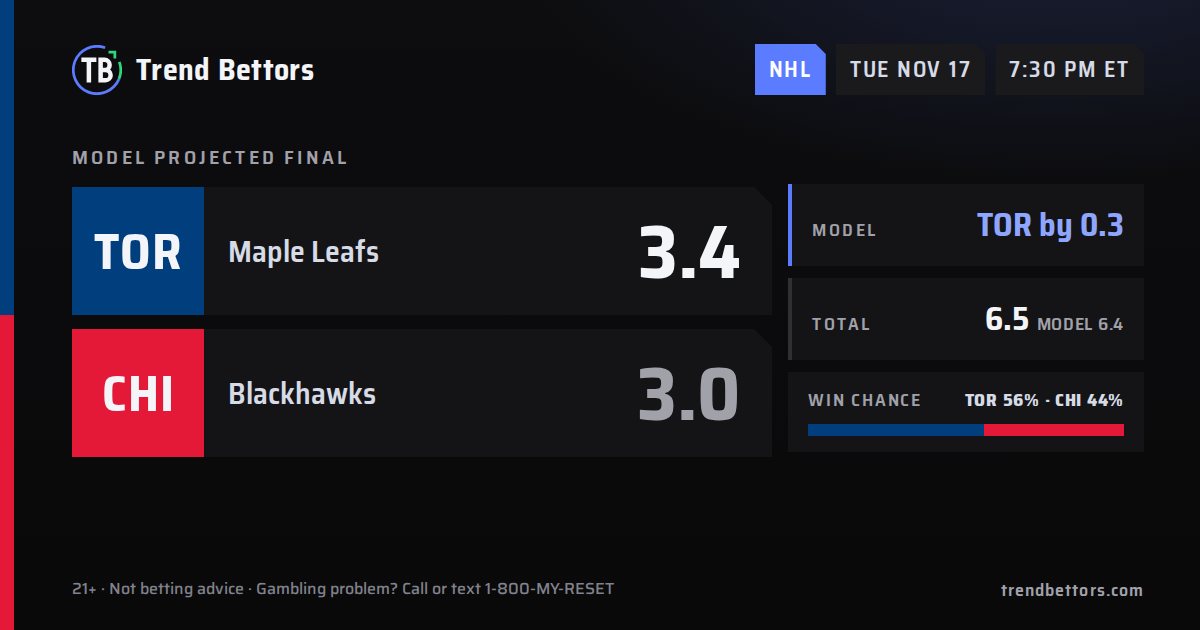 TB Trend Bettors
NHL TUE NOV 17 7:30 PM ET
MODEL PROJECTED FINAL
TOR Maple Leafs 3.4
CHI Blackhawks 3.0
MODEL TOR by 0.3
TOTAL 6.5 MODEL 6.4
WIN CHANCE TOR 56% · CHI 44%
21+ · Not betting advice · Gambling problem? Call or text 1-800-MY-RESET
trendbettors.com